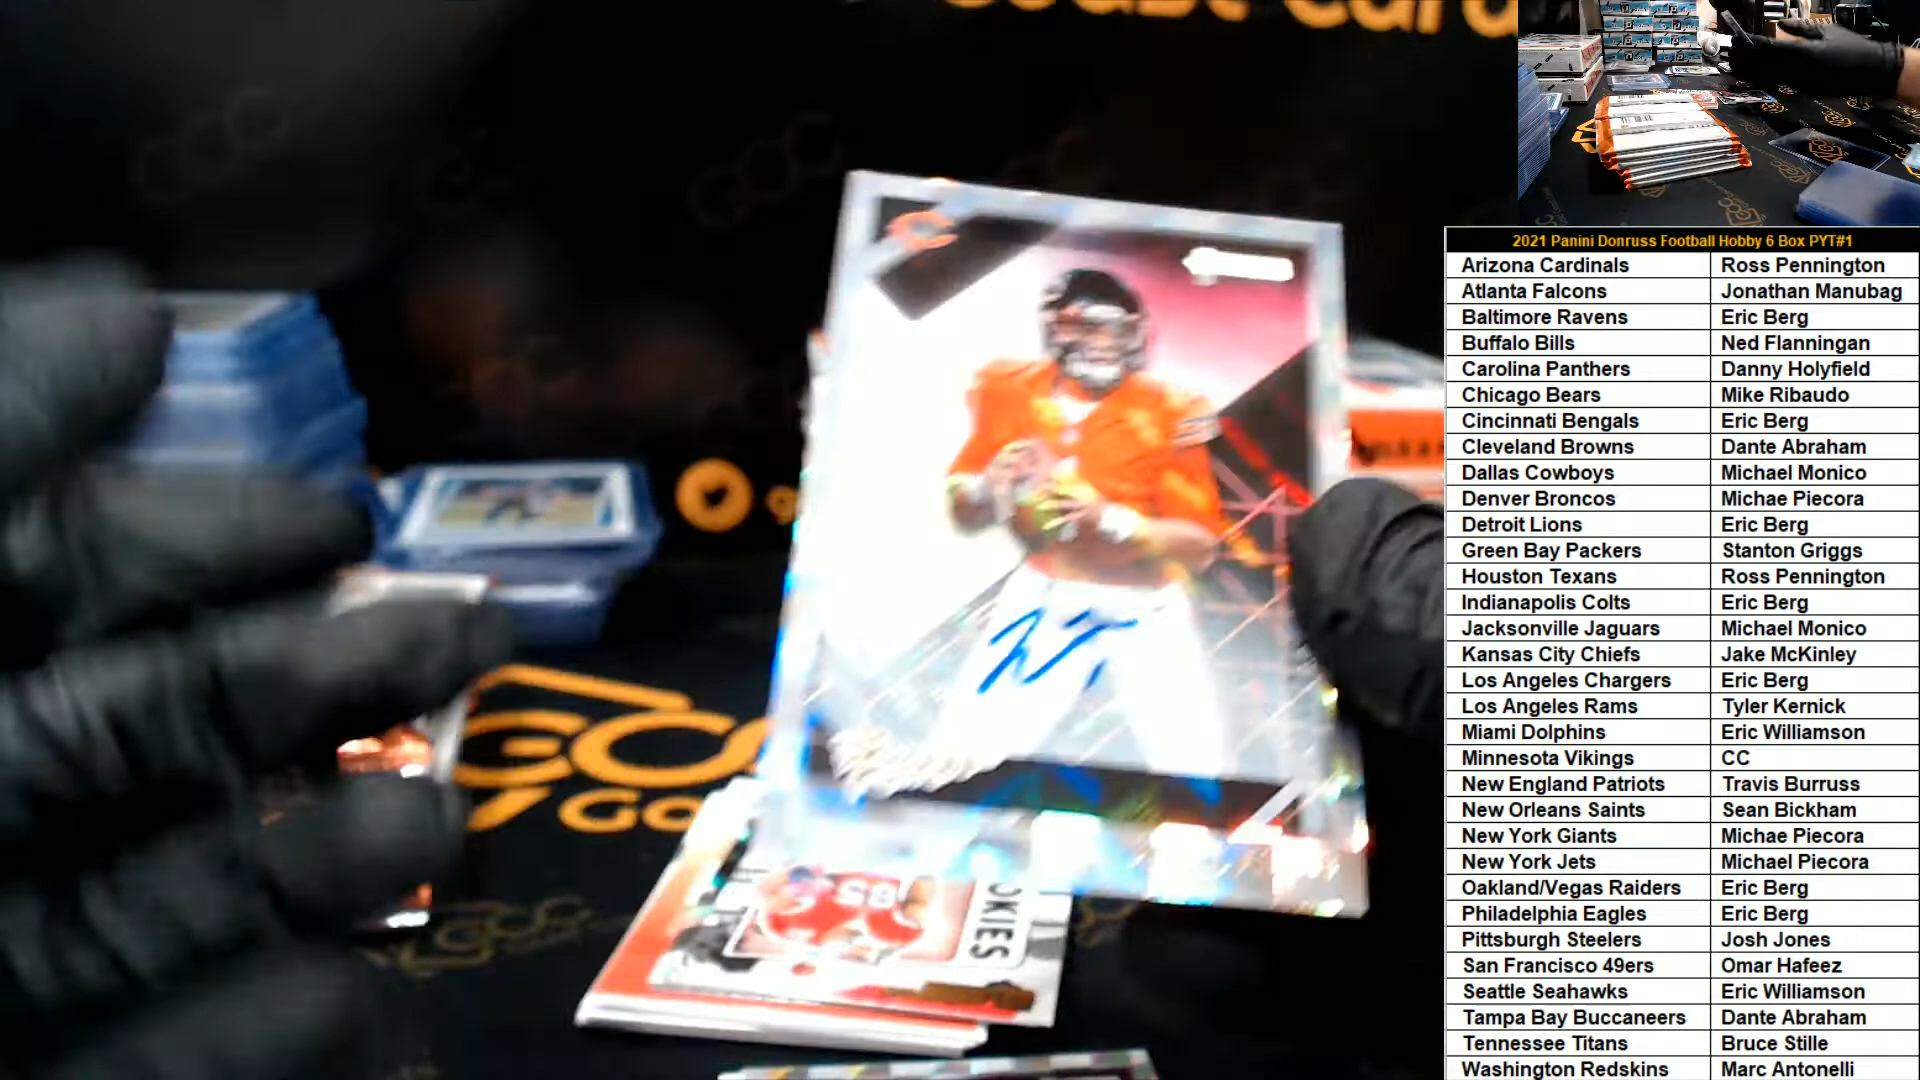 2021 Panini Donruss Football Hobby 6 Box PYT#1
Arizona Cardinals Ross Pennington
Atlanta Falcons Jonathan Manubag
Baltimore Ravens Eric Berg
Buffalo Bills Ned Flanningan
Carolina Panthers Danny Holyfield
Chicago Bears Mike Ribaudo
Cincinnati Bengals Eric Berg
Cleveland Browns Dante Abraham
Dallas Cowboys Michael Monico
Denver Broncos Michae Piecora
Detroit Lions Eric Berg
Green Bay Packers Stanton Griggs
Houston Texans Ross Pennington
Indianapolis Colts Eric Berg
Jacksonville Jaguars Michael Monico
Kansas City Chiefs Jake McKinley
Los Angeles Chargers Eric Berg
Los Angeles Rams Tyler Kernick
Miami Dolphins Eric Williamson
Minnesota Vikings CC
New England Patriots Travis Burruss
New Orleans Saints Sean Bickham
New York Giants Michae Piecora
New York Jets Michael Piecora
Oakland/Vegas Raiders Eric Berg
Philadelphia Eagles Eric Berg
Pittsburgh Steelers Josh Jones
San Francisco 49ers Omar Hafeez
Seattle Seahawks Eric Williamson
Tampa Bay Buccaneers Dante Abraham
Tennessee Titans Bruce Stille
Washington Redskins Marc Antonelli
GCC
85
OKIES